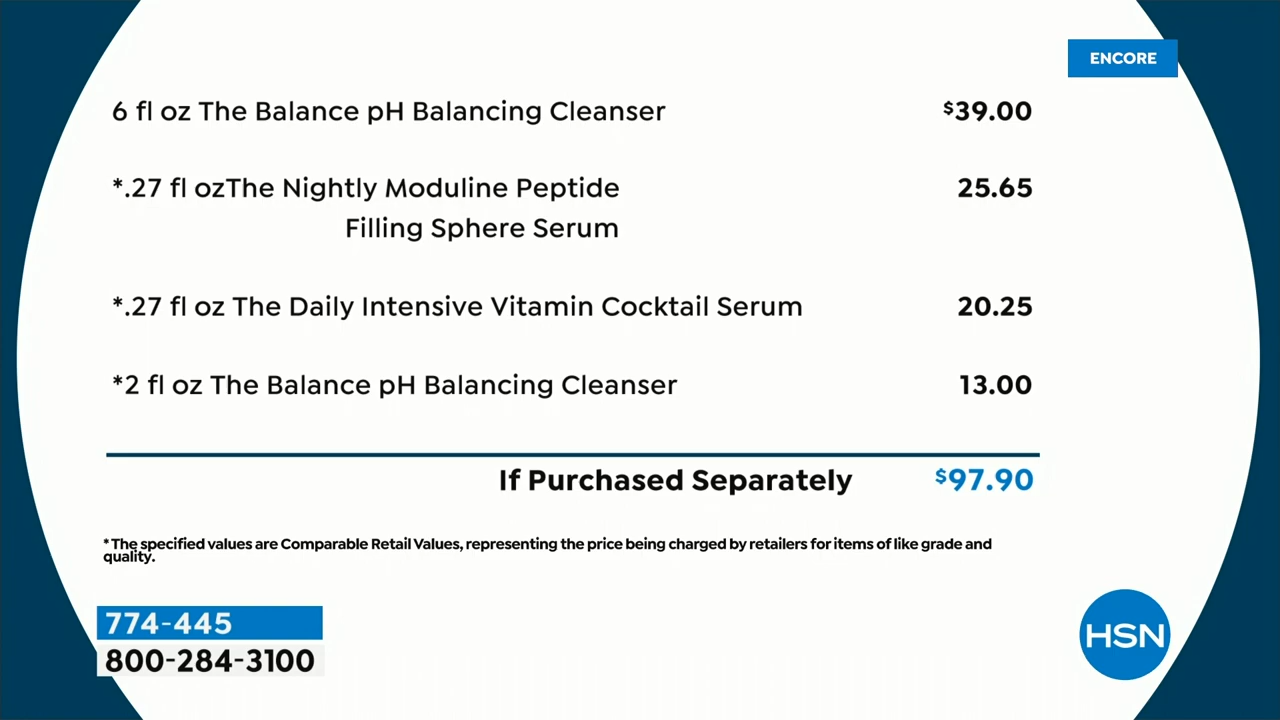 ENCORE
6 fl oz The Balance pH Balancing Cleanser $39.00
*.27 fl ozThe Nightly Moduline Peptide 25.65
Filling Sphere Serum
*.27 fl oz The Daily Intensive Vitamin Cocktail Serum 20.25
*2 fl oz The Balance pH Balancing Cleanser 13.00
If Purchased Separately $97.90
*The specified values are Comparable Retail Values, representing the price being charged by retailers for items of like grade and
quality.
774-445
800-284-3100
HSN